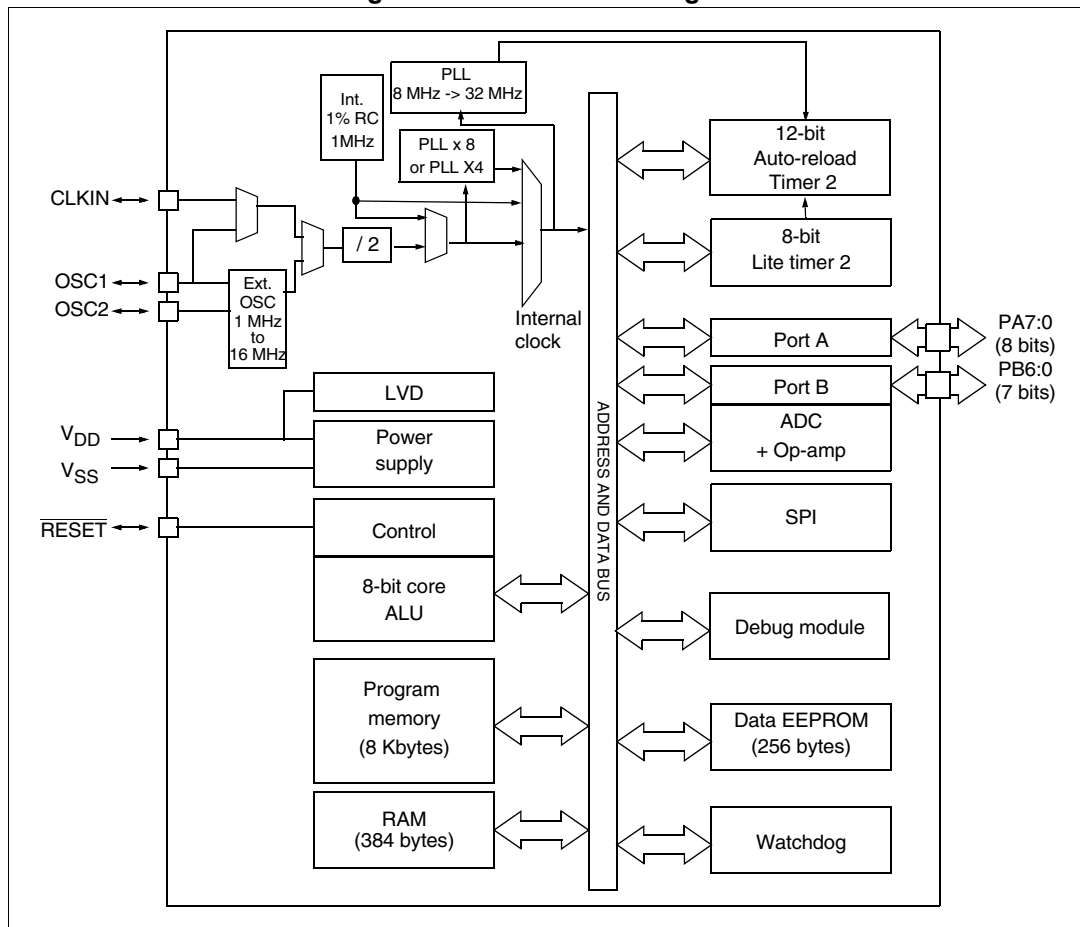 PLL
8 MHz -> 32 MHz
Int.
1% RC
1MHz
PLL x 8
or PLL X4
12-bit
Auto-reload
Timer 2
CLKIN
/ 2
8-bit
Lite timer 2
OSC1
OSC2
Ext.
OSC
1 MHz
to
16 MHz
Internal
clock
Port A
PA7:0
(8 bits)
LVD
Port B
PB6:0
(7 bits)
VDD
VSS
Power
supply
ADC
+ Op-amp
ADDRESS AND DATA BUS
RESET
Control
SPI
8-bit core
ALU
Debug module
Program
memory
(8 Kbytes)
Data EEPROM
(256 bytes)
RAM
(384 bytes)
Watchdog